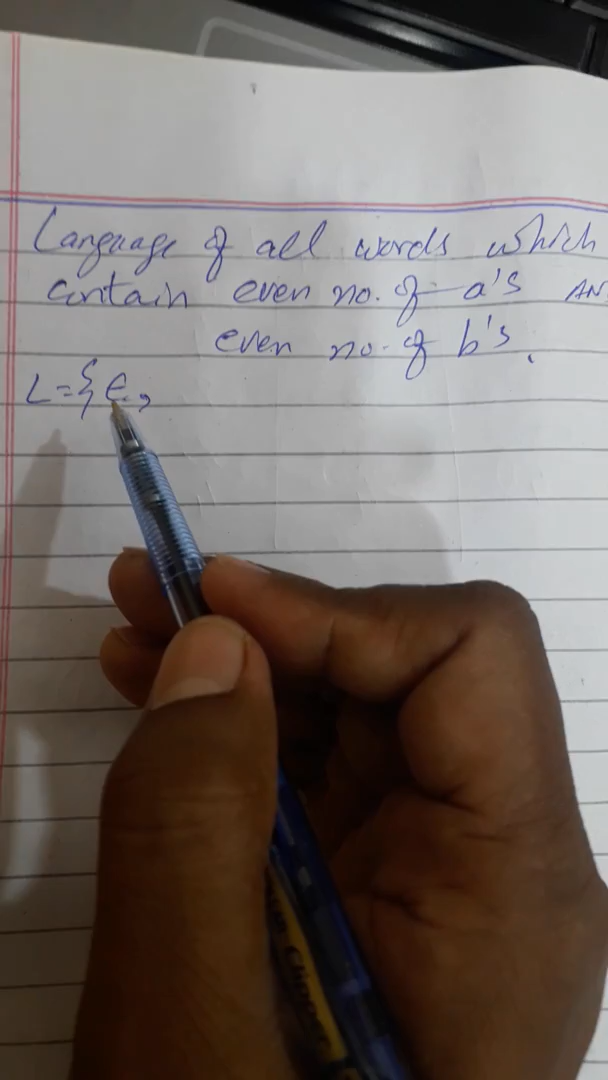 Language of all words which
contain even no. of a's AN
even no. of b's.
L = { ε,